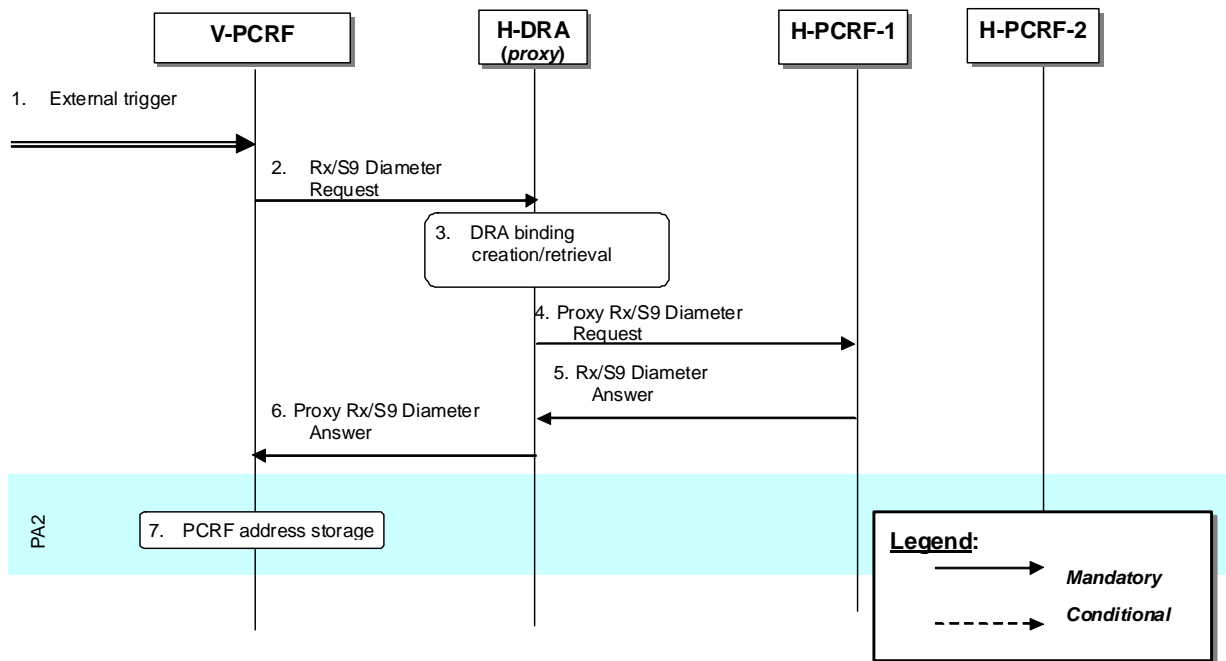 V-PCRF
H-DRA
(proxy)
H-PCRF-1
H-PCRF-2
1. External trigger
2. Rx/S9 Diameter
Request
3. DRA binding
creation/retrieval
4. Proxy Rx/S9 Diameter
Request
5. Rx/S9 Diameter
Answer
6. Proxy Rx/S9 Diameter
Answer
PA2
7. PCRF address storage
Legend:
Mandatory
Conditional